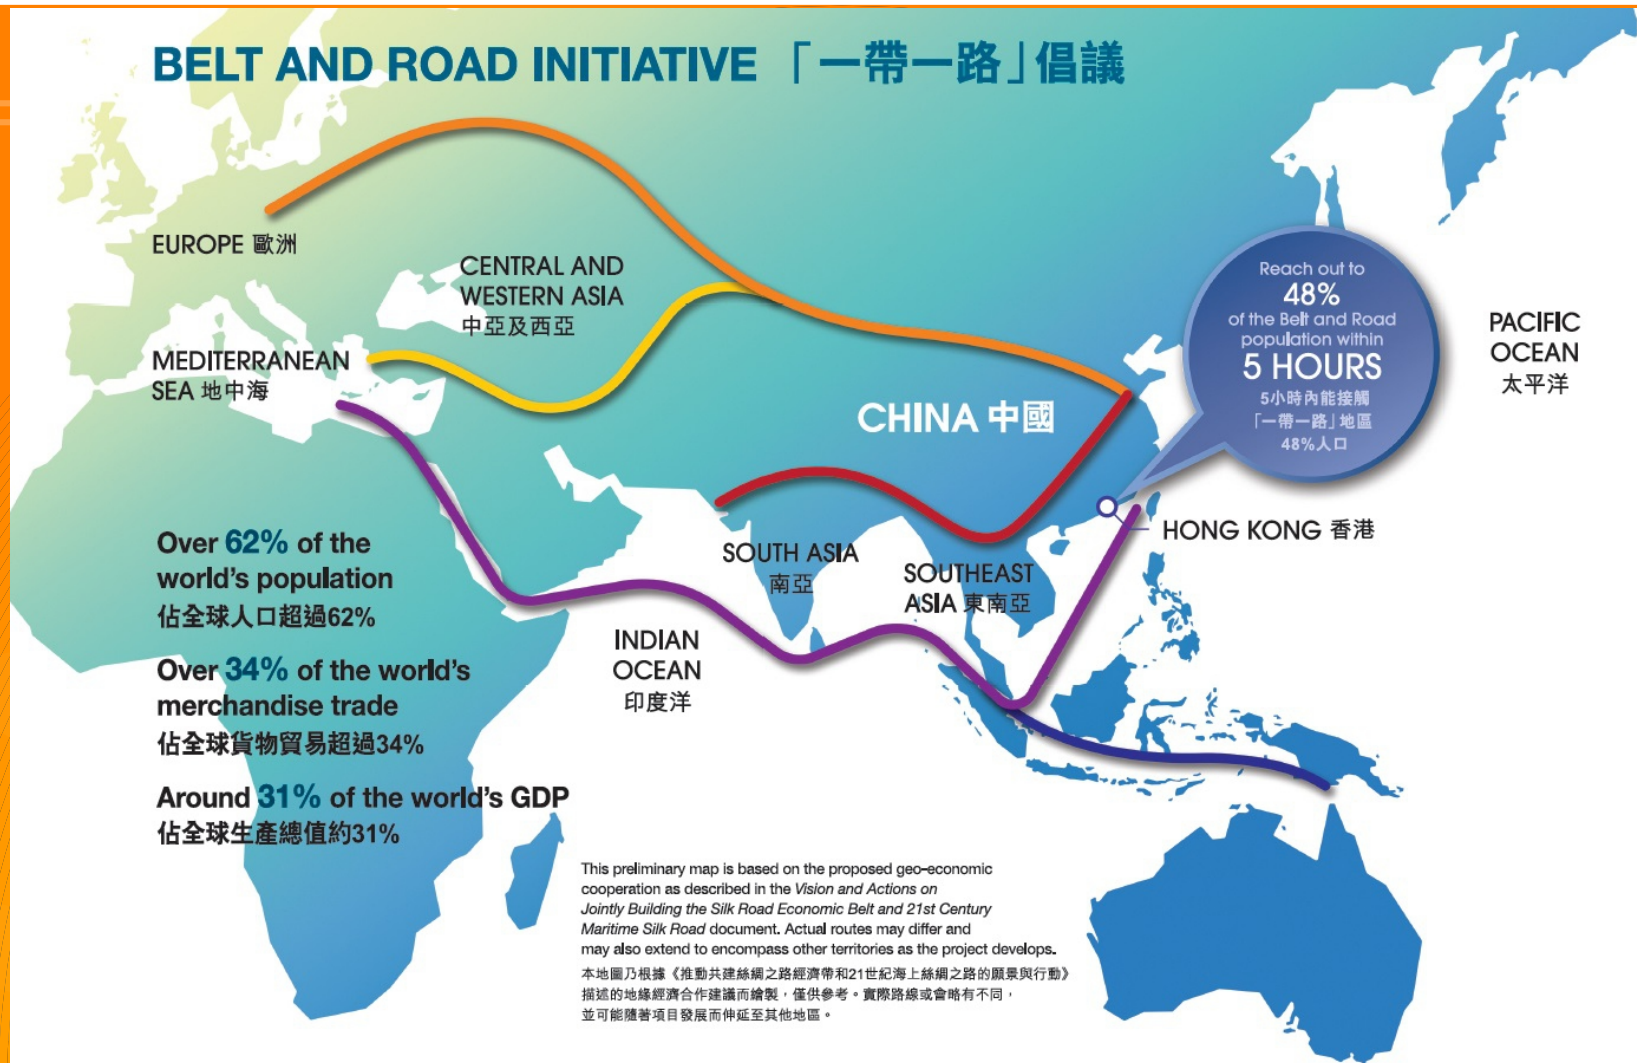 BELT AND ROAD INITIATIVE 「一帶一路」倡議
EUROPE 歐洲
CENTRAL AND
WESTERN ASIA
中亞及西亞
MEDITERRANEAN
SEA 地中海
CHINA 中國
Reach out to
48%
of the Belt and Road
population within
5 HOURS
5小時內能接觸
「一帶一路」地區
48%人口
PACIFIC
OCEAN
太平洋
HONG KONG 香港
SOUTH ASIA
南亞
SOUTHEAST
ASIA 東南亞
INDIAN
OCEAN
印度洋
Over 62% of the
world's population
佔全球人口超過62%
Over 34% of the world's
merchandise trade
佔全球貨物貿易超過34%
Around 31% of the world's GDP
佔全球生產總值約31%
This preliminary map is based on the proposed geo-economic
cooperation as described in the Vision and Actions on
Jointly Building the Silk Road Economic Belt and 21st Century
Maritime Silk Road document. Actual routes may differ and
may also extend to encompass other territories as the project develops.
本地圖乃根據《推動共建絲綢之路經濟帶和21世紀海上絲綢之路的願景與行動》
描述的地緣經濟合作建議而繪製，僅供參考。實際路線或會略有不同，
並可能隨著項目發展而伸延至其他地區。